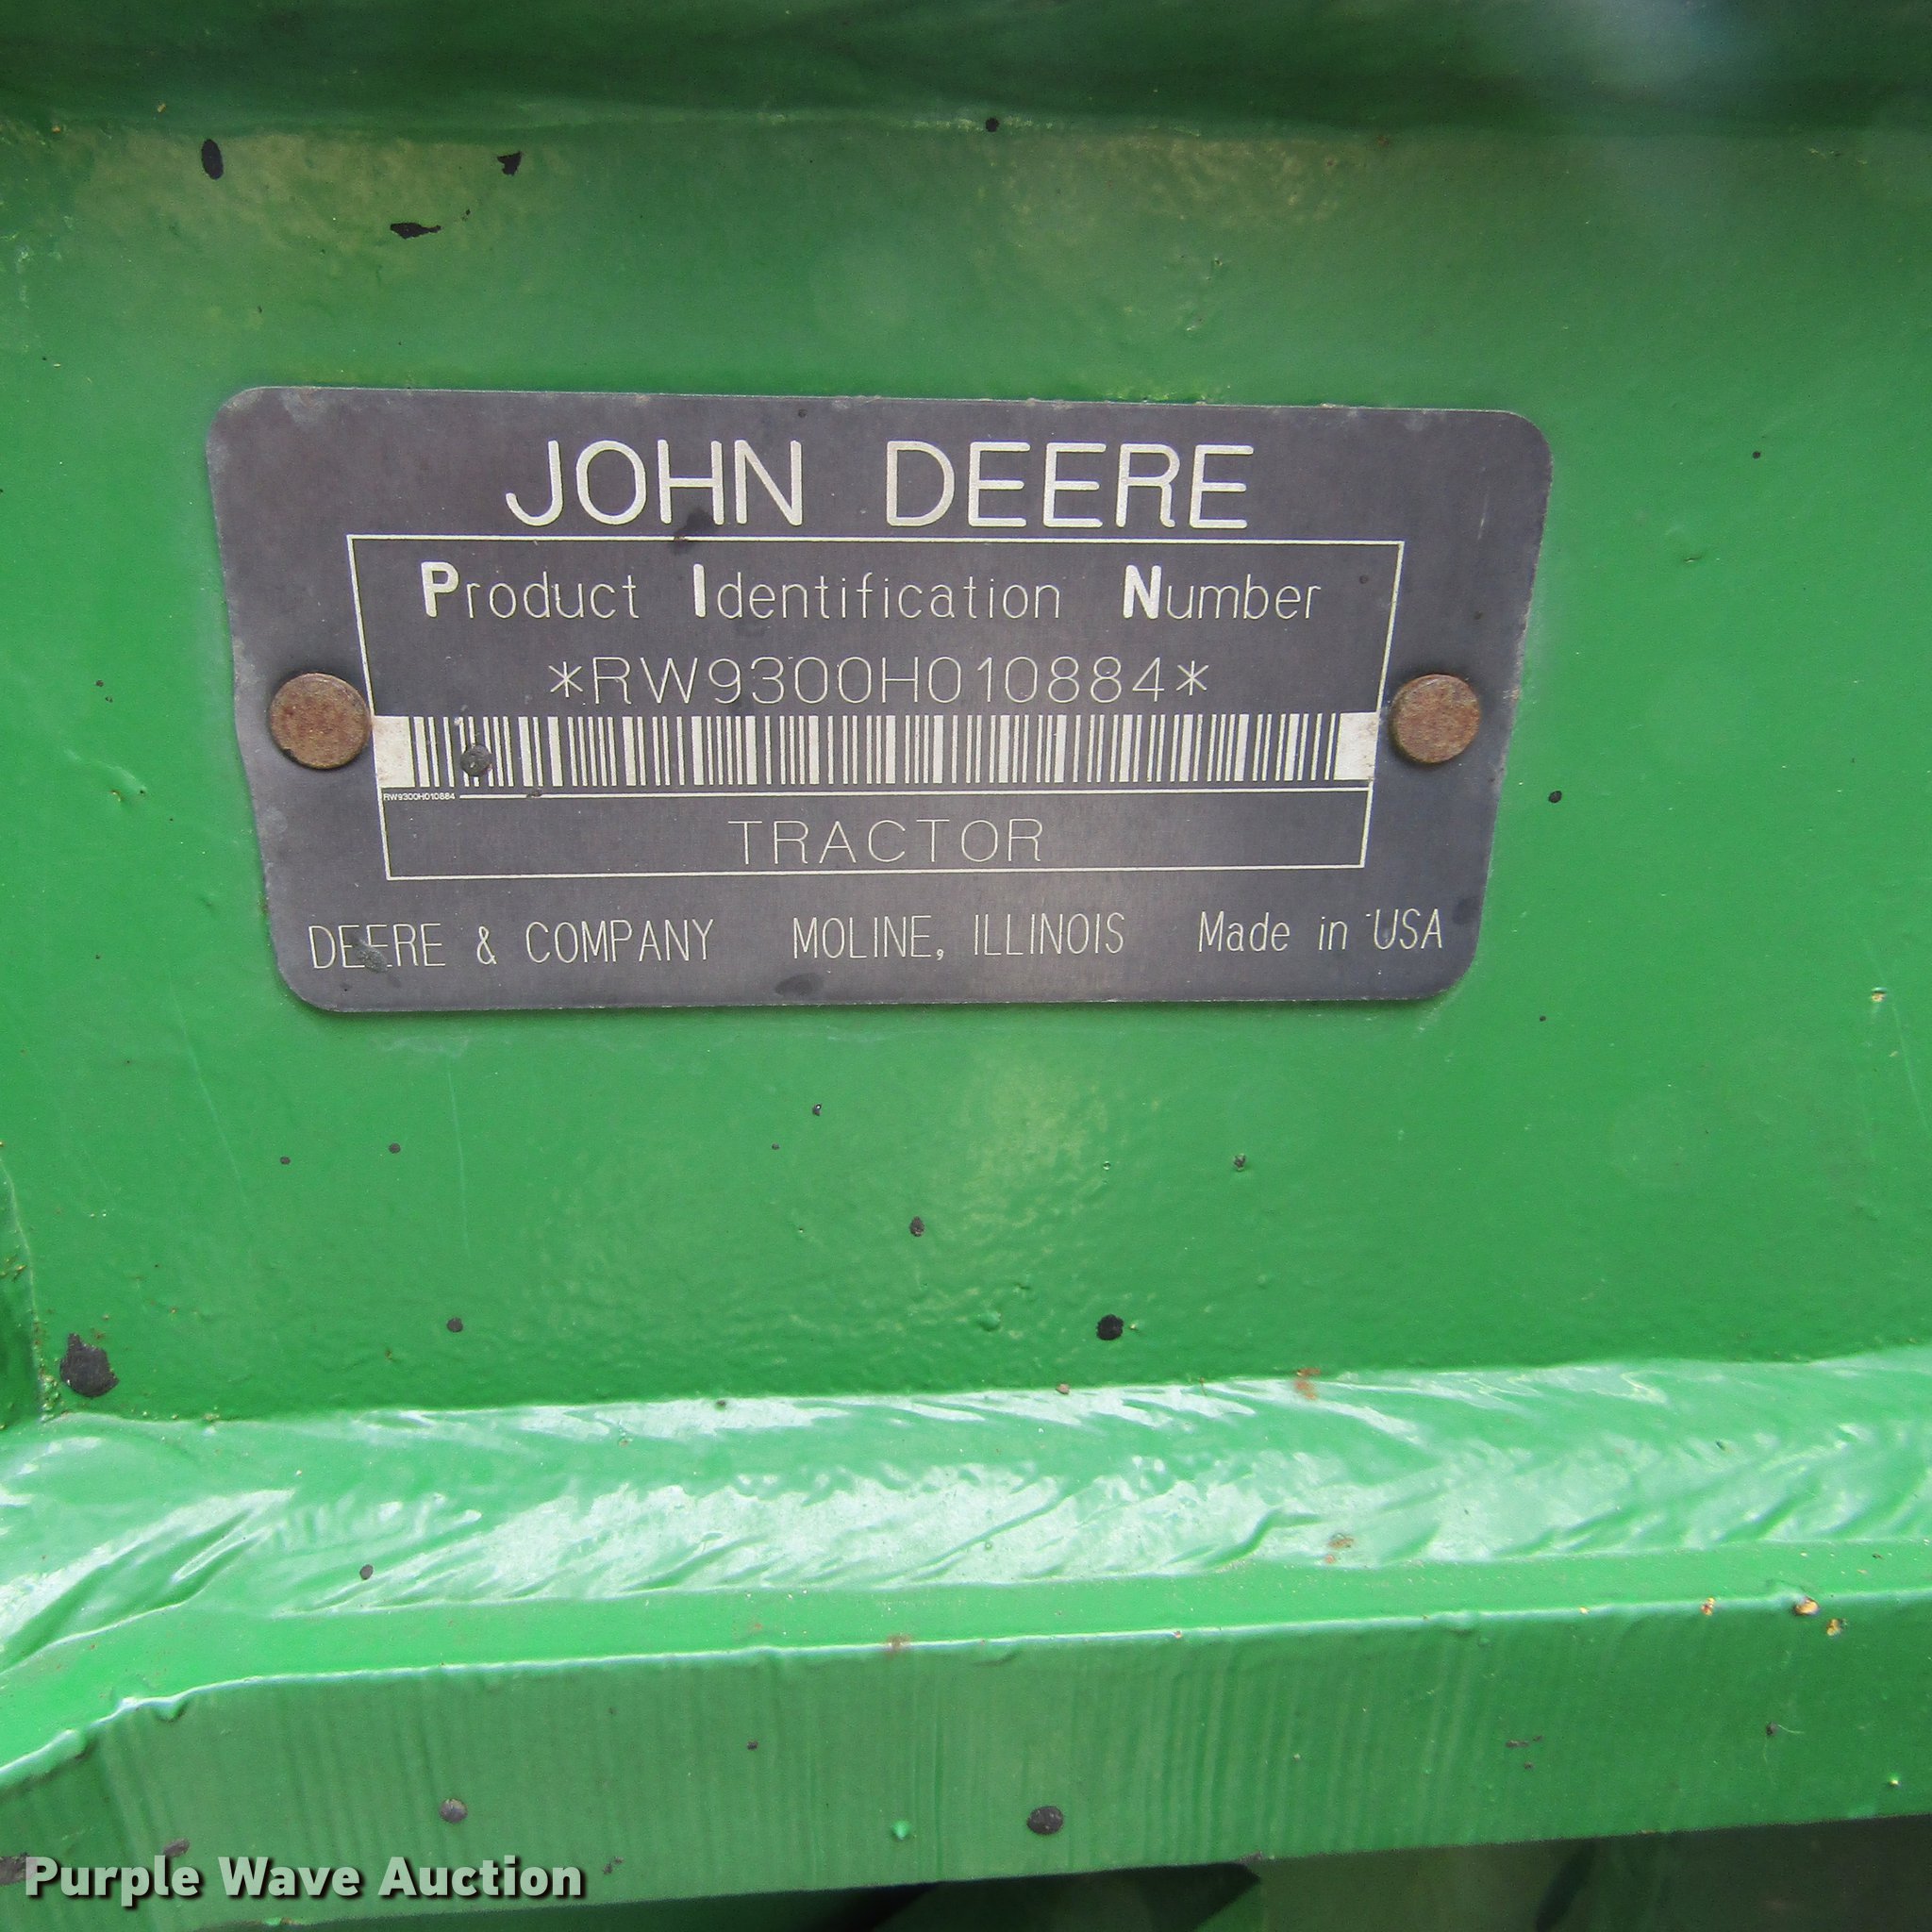 JOHN DEERE
Product Identification Number
*RW9300H010884*
RW9300H010884
TRACTOR
DEERE & COMPANY MOLINE, ILLINOIS Made in USA
Purple Wave Auction